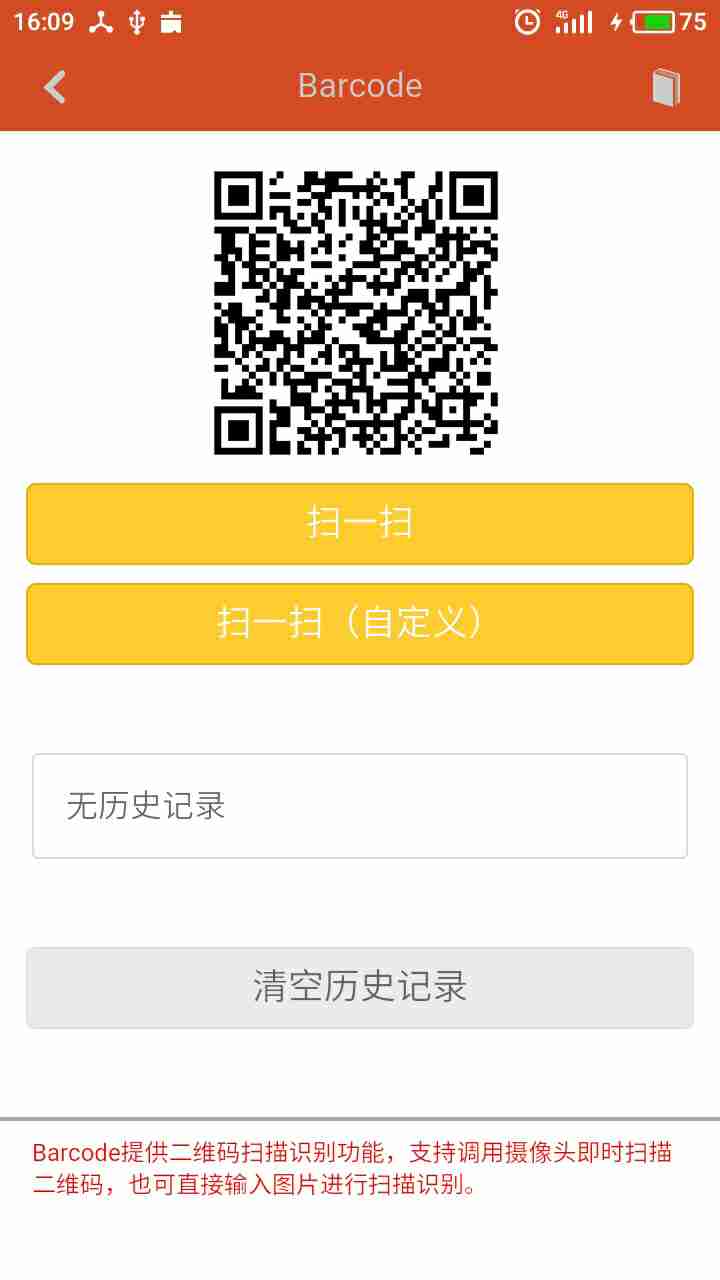 16:09
4G
75
Barcode
扫一扫
扫一扫（自定义）
无历史记录
清空历史记录
Barcode提供二维码扫描识别功能，支持调用摄像头即时扫描
二维码，也可直接输入图片进行扫描识别。